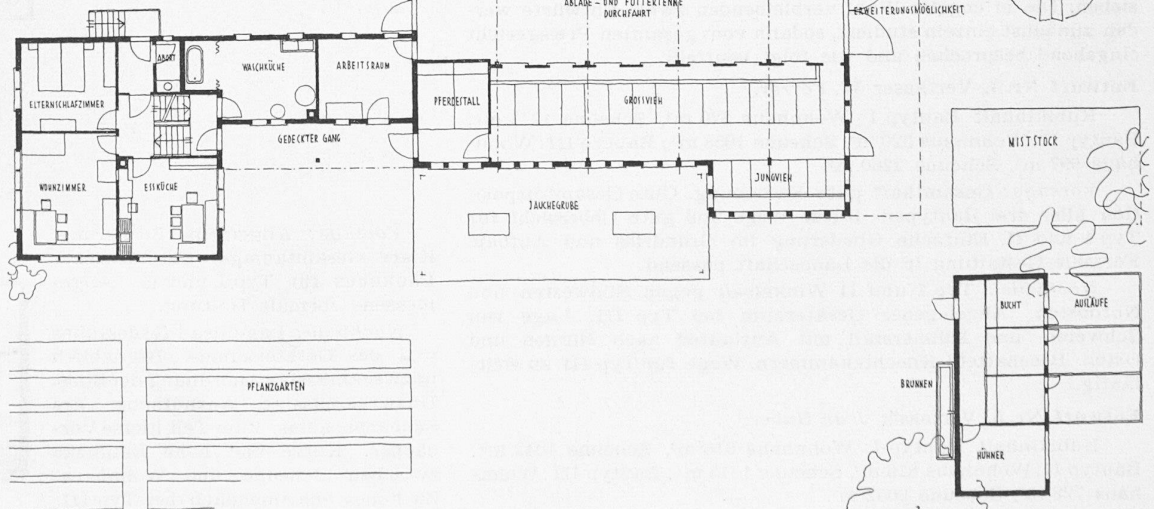 ABLADE - UND FUTTERTENNE
DURCHFAHRT
ERWEITERUNGSMÖGLICHKEIT
ABORT
WASCHKÜCHE
ARBEITSRAUM
ELTERNSCHLAFZIMMER
PFERDESTALL
GROSVIEH
GEDECKTER GANG
MISTSTOCK
WOHNZIMMER
ESSKÜCHE
JUNGVIEH
JAUCHEGRUBE
BUCHT
AUSLÄUFE
PFLANZGARTEN
BRUNNEN
HÜHNER